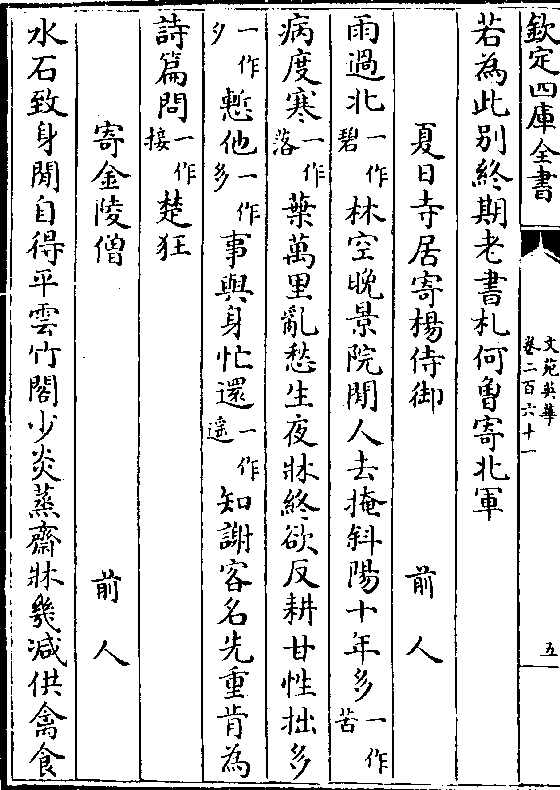 欽定四庫全書
文苑英華
卷二百六十一
五
若為此別終期老書札何曾寄北軍
夏日寺居寄楊侍御 前人
雨過北一作碧林空晚景院閒人去掩斜陽十年多一作苦
病度寒一作落葉萬里亂愁生夜牀終欲反耕甘性拙多
一作慙他一作多事與身忙還一作遥知謝客名先重肯為
詩篇問一作接楚狂
寄金陵僧 前人
水石致身閒自得平雲竹閣少炎蒸齋牀幾減供禽食